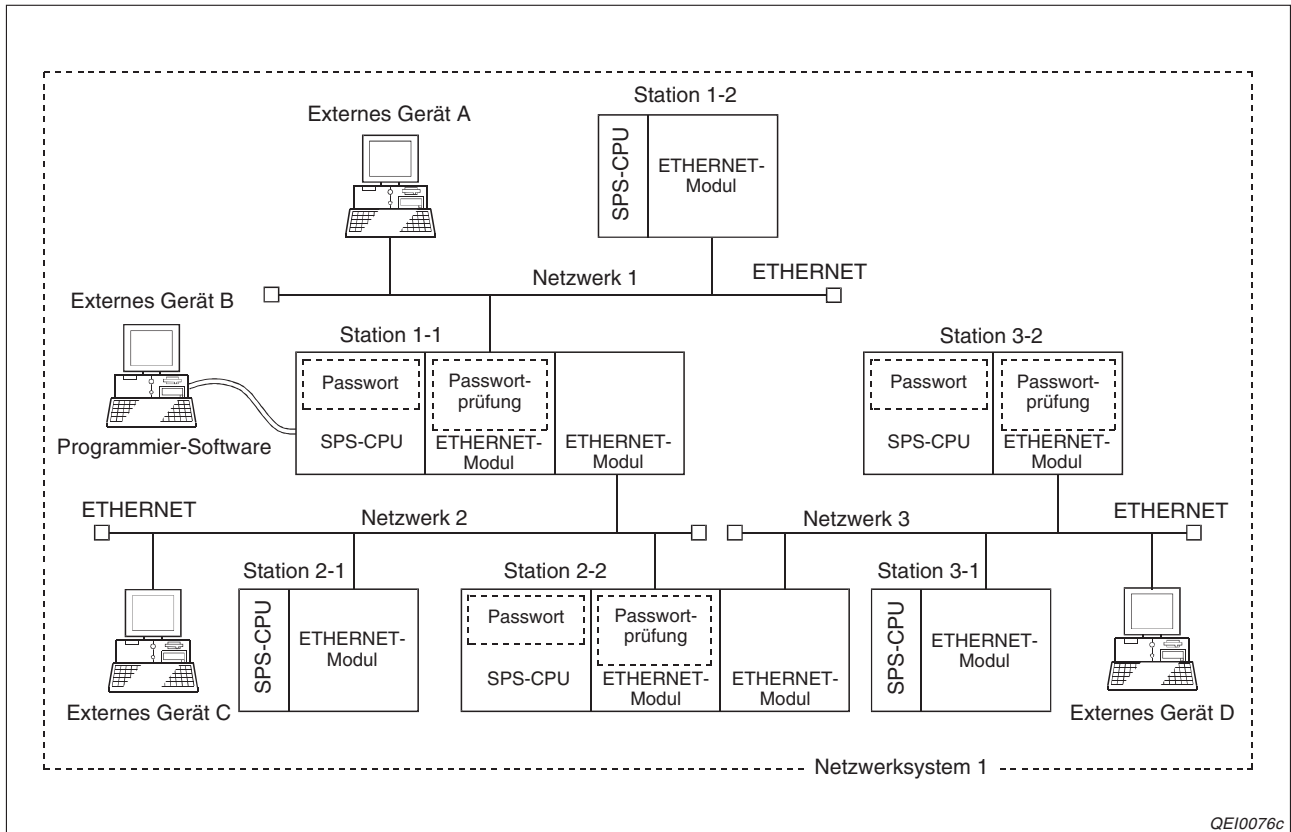 Station 1-2
Externes Gerät A
SPS-CPU
ETHERNET-
Modul
Netzwerk 1
ETHERNET
Externes Gerät B
Station 1-1
Station 3-2
Passwort
Passwort-
prüfung
SPS-CPU
ETHERNET-
Modul
ETHERNET-
Modul
Passwort
Passwort-
prüfung
SPS-CPU
ETHERNET-
Modul
Programmier-Software
ETHERNET
Netzwerk 2
Netzwerk 3
ETHERNET
Station 2-1
Station 2-2
Station 3-1
SPS-CPU
ETHERNET-
Modul
Passwort
Passwort-
prüfung
SPS-CPU
ETHERNET-
Modul
ETHERNET-
Modul
SPS-CPU
ETHERNET-
Modul
Externes Gerät C
Externes Gerät D
Netzwerksystem 1
QEI0076c